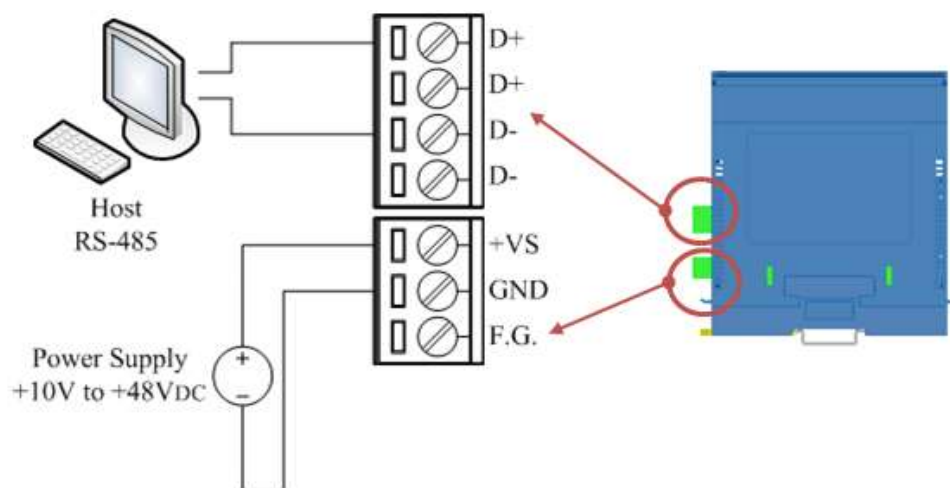 D+
D+
D-
D-
Host
RS-485
+VS
GND
F.G.
Power Supply
+10V to +48VDC
+
−